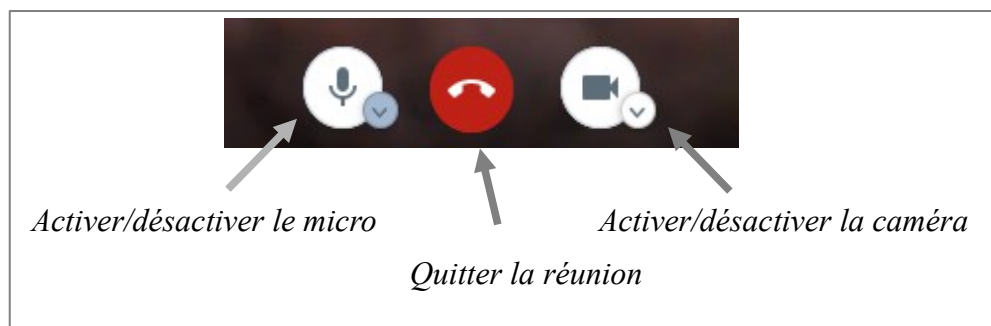 Activer/désactiver le micro
Activer/désactiver la caméra
Quitter la réunion